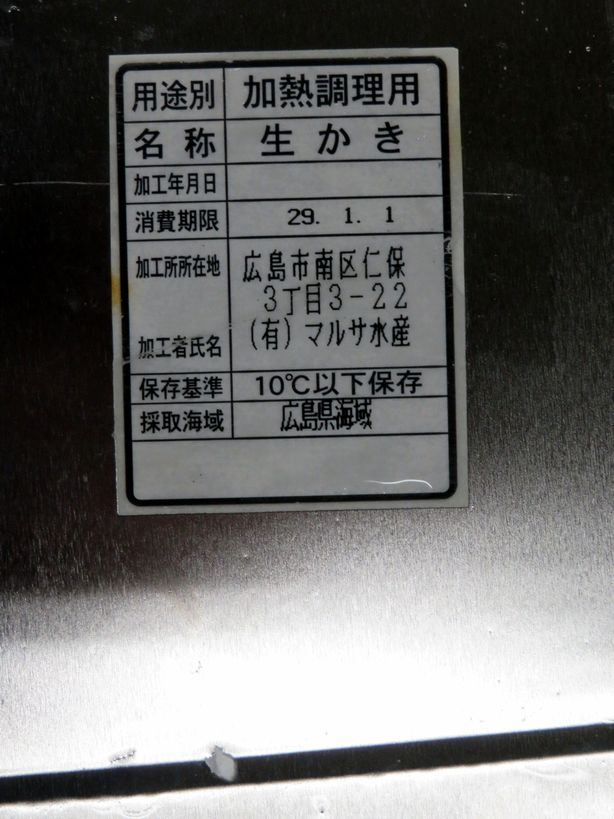 用途別 加熱調理用
名称 生かき
加工年月日
消費期限 29. 1. 1
加工所所在地 広島市南区仁保
3丁目3-22
加工者氏名 (有) マルサ水産
保存基準 10℃以下保存
採取海域 広島県海域